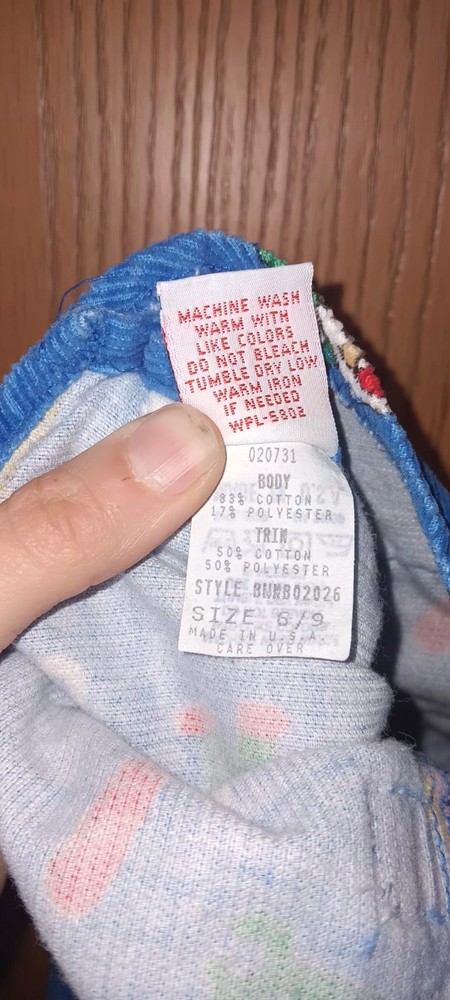 MACHINE WASH
WARM WITH
LIKE COLORS
DO NOT BLEACH
TUMBLE DRY LOW
WARM IRON
IF NEEDED
WPL-5802
020731
BODY
83% COTTON
17% POLYESTER
TRIM
50% COTTON
50% POLYESTER
STYLE BWNB02026
SIZE 6/9
MADE IN U.S.A.
CARE OVER